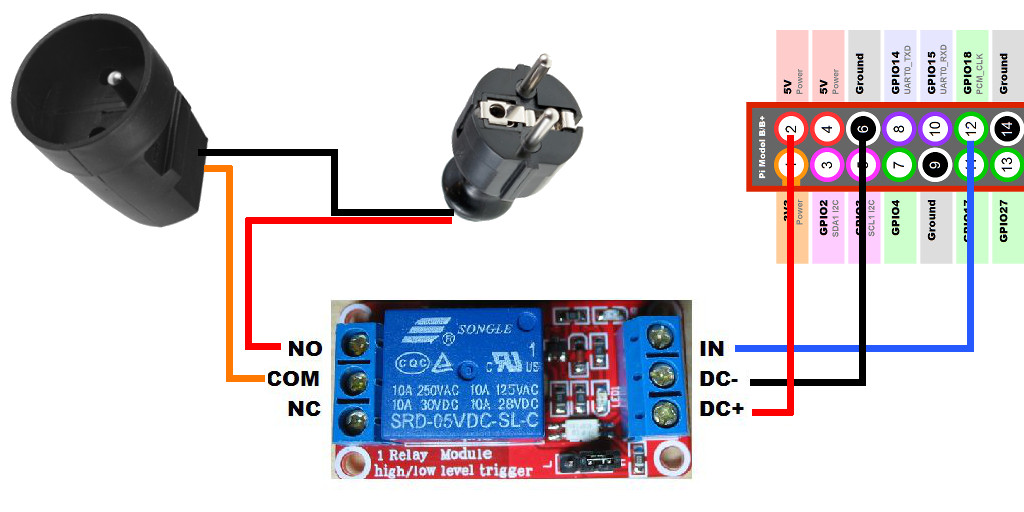 5V
Power
5V
Power
Ground
GPIO14
UART0_TXD
GPIO15
UART0_RXD
GPIO18
PCM_CLK
Ground
Pi Model B/B+
2
4
6
8
10
12
14
1
3
5
7
9
11
13
3V3
Power
GPIO2
SDA1 I2C
GPIO3
SCL1 I2C
GPIO4
Ground
GPIO17
GPIO27
NO
COM
NC
SONGLE
®
1
CQC
C US
10A 250VAC 10A 125VAC
10A 30VDC 10A 28VDC
SRD-05VDC-SL-C
1 Relay Module
high/low level trigger
L
IN
DC-
DC+